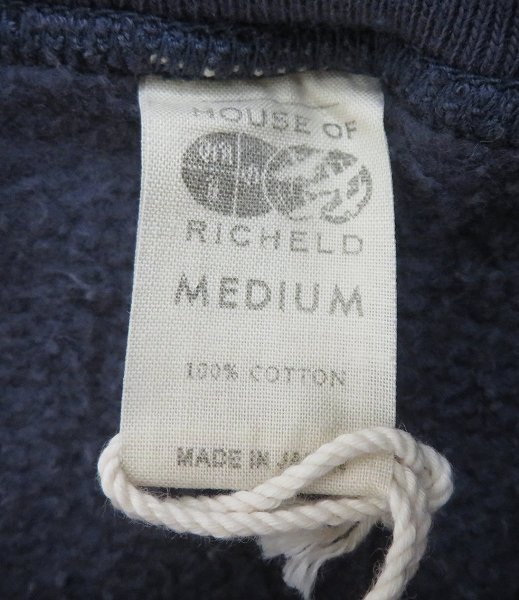 HOUSE OF
RICHELD
MEDIUM
100% COTTON
MADE IN